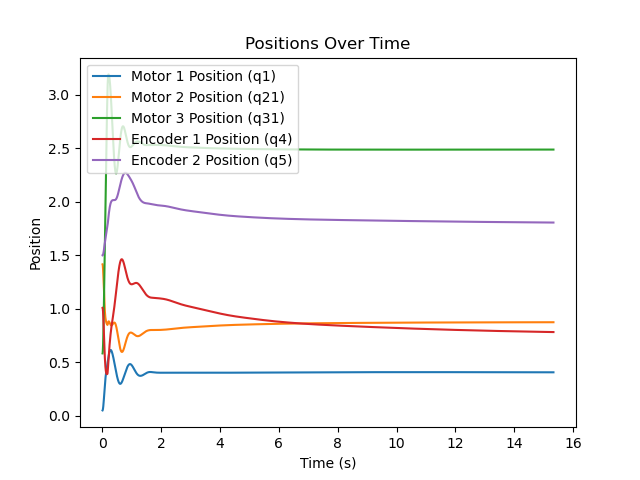 Positions Over Time
Motor 1 Position (q1)
Motor 2 Position (q21)
Motor 3 Position (q31)
Encoder 1 Position (q4)
Encoder 2 Position (q5)
3.0
2.5
2.0
1.5
1.0
0.5
0.0
Position
0 2 4 6 8 10 12 14 16
Time (s)